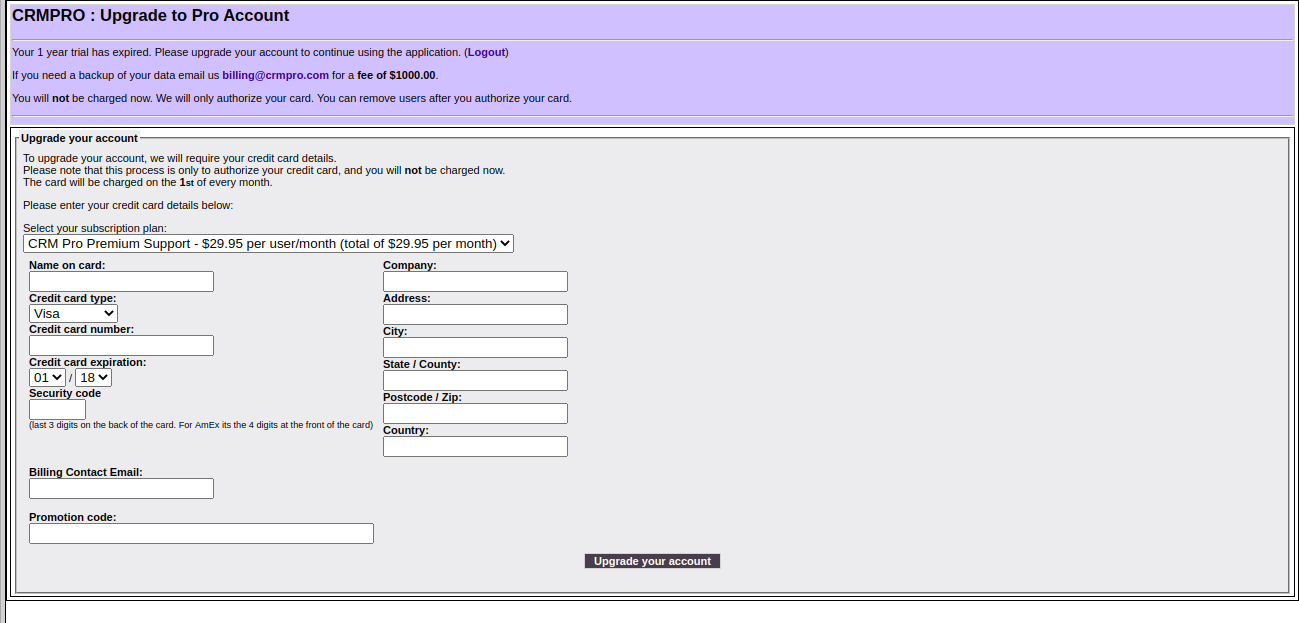 CRMPRO : Upgrade to Pro Account
Your 1 year trial has expired. Please upgrade your account to continue using the application. (Logout)
If you need a backup of your data email us billing@crmpro.com for a fee of $1000.00.
You will not be charged now. We will only authorize your card. You can remove users after you authorize your card.
Upgrade your account
To upgrade your account, we will require your credit card details.
Please note that this process is only to authorize your credit card, and you will not be charged now.
The card will be charged on the 1st of every month.
Please enter your credit card details below:
Select your subscription plan:
CRM Pro Premium Support - $29.95 per user/month (total of $29.95 per month)
Name on card:
Credit card type:
Visa
Credit card number:
Credit card expiration:
01 / 18
Security code
(last 3 digits on the back of the card. For AmEx its the 4 digits at the front of the card)
Company:
Address:
City:
State / County:
Postcode / Zip:
Country:
Billing Contact Email:
Promotion code:
Upgrade your account